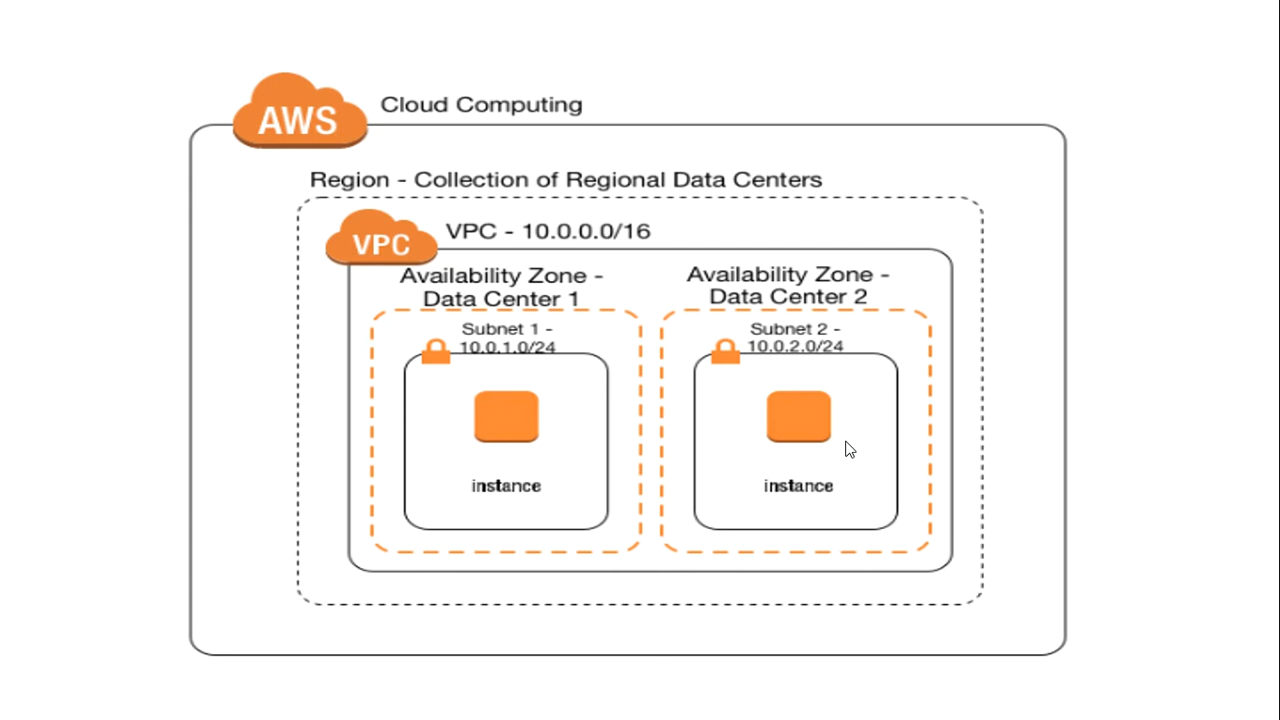 AWS
Cloud Computing
Region - Collection of Regional Data Centers
VPC
VPC - 10.0.0.0/16
Availability Zone -
Data Center 1
Availability Zone -
Data Center 2
Subnet 1 -
10.0.1.0/24
Subnet 2 -
10.0.2.0/24
instance
instance